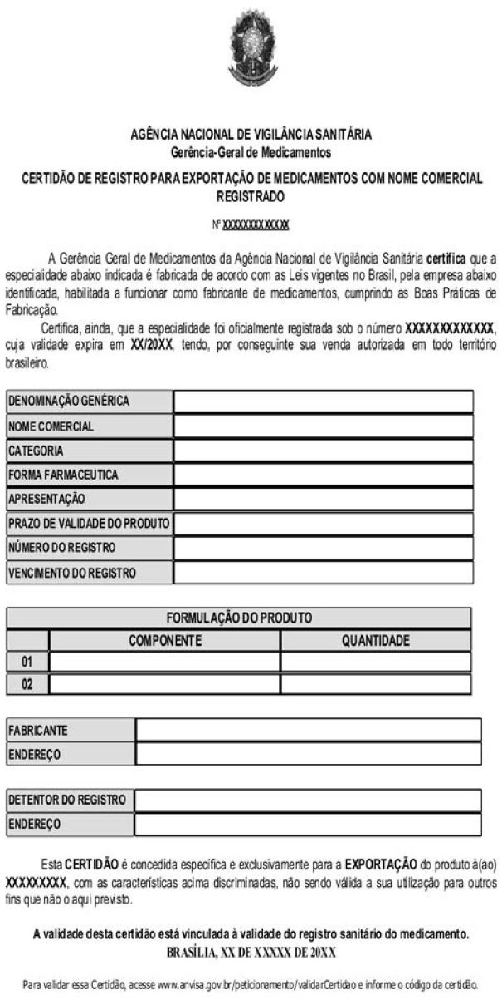 AGÊNCIA NACIONAL DE VIGILÂNCIA SANITÁRIA
Gerência-Geral de Medicamentos
CERTIDÃO DE REGISTRO PARA EXPORTAÇÃO DE MEDICAMENTOS COM NOME COMERCIAL
REGISTRADO
Nº XXXXXXXXXXXXX
A Gerência Geral de Medicamentos da Agência Nacional de Vigilância Sanitária certifica que a
especialidade abaixo indicada é fabricada de acordo com as Leis vigentes no Brasil, pela empresa abaixo
identificada, habilitada a funcionar como fabricante de medicamentos, cumprindo as Boas Práticas de
Fabricação.
Certifica, ainda, que a especialidade foi oficialmente registrada sob o número XXXXXXXXXXXXX,
cuja validade expira em XX/20XX, tendo, por conseguinte sua venda autorizada em todo território
brasileiro.
DENOMINAÇÃO GENÉRICA
NOME COMERCIAL
CATEGORIA
FORMA FARMACEUTICA
APRESENTAÇÃO
PRAZO DE VALIDADE DO PRODUTO
NÚMERO DO REGISTRO
VENCIMENTO DO REGISTRO
FORMULAÇÃO DO PRODUTO
COMPONENTE QUANTIDADE
01
02
FABRICANTE
ENDEREÇO
DETENTOR DO REGISTRO
ENDEREÇO
Esta CERTIDÃO é concedida específica e exclusivamente para a EXPORTAÇÃO do produto à(ao)
XXXXXXXXX, com as características acima discriminadas, não sendo válida a sua utilização para outros
fins que não o aqui previsto.
A validade desta certidão está vinculada à validade do registro sanitário do medicamento.
BRASÍLIA, XX DE XXXXX DE 20XX
Para validar essa Certidão, acesse www.anvisa.gov.br/peticionamento/validarCertidao e informe o código da certidão.